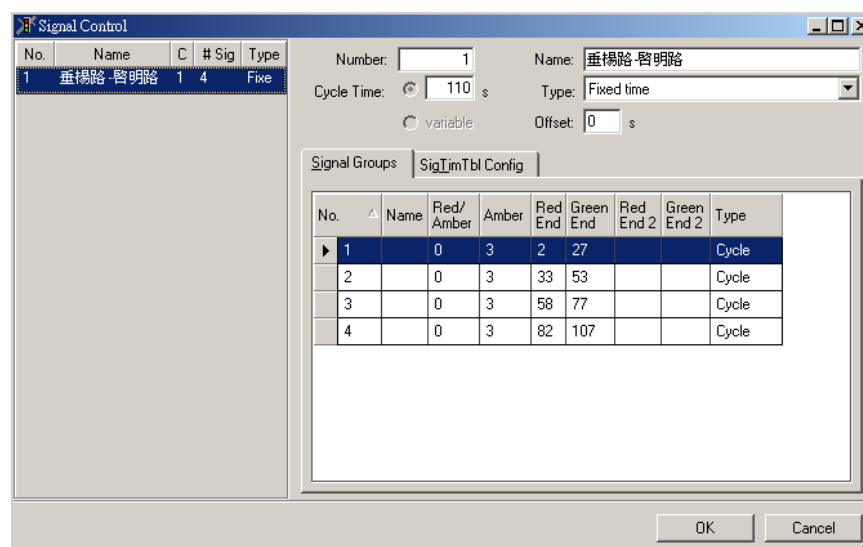 Signal Control
No. Name C # Sig Type
1 垂楊路-啓明路 1 4 Fixe
Number: 1 Name: 垂楊路-啓明路
Cycle Time: 110 s Type: Fixed time
variable Offset: 0 s
Signal Groups SigTimTbl Config
No. Name Red/ Amber Amber Red End Green End Red End 2 Green End 2 Type
1 0 3 2 27 Cycle
2 0 3 33 53 Cycle
3 0 3 58 77 Cycle
4 0 3 82 107 Cycle
OK Cancel